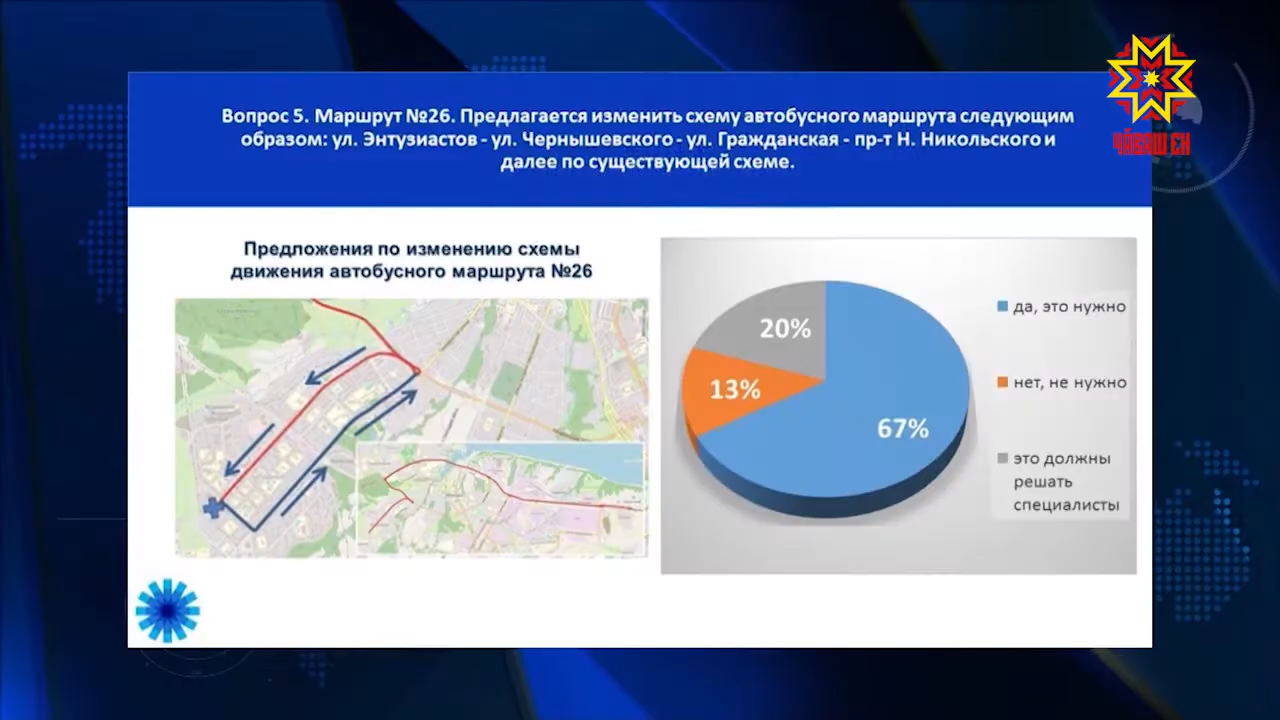 Вопрос 5. Маршрут №26. Предлагается изменить схему автобусного маршрута следующим
образом: ул. Энтузиастов - ул. Чернышевского - ул. Гражданская - пр-т Н. Никольского и
далее по существующей схеме.
ЧӐВАШ ЕН
Предложения по изменению схемы
движения автобусного маршрута №26
20%
13%
67%
да, это нужно
нет, не нужно
это должны
решать
специалисты